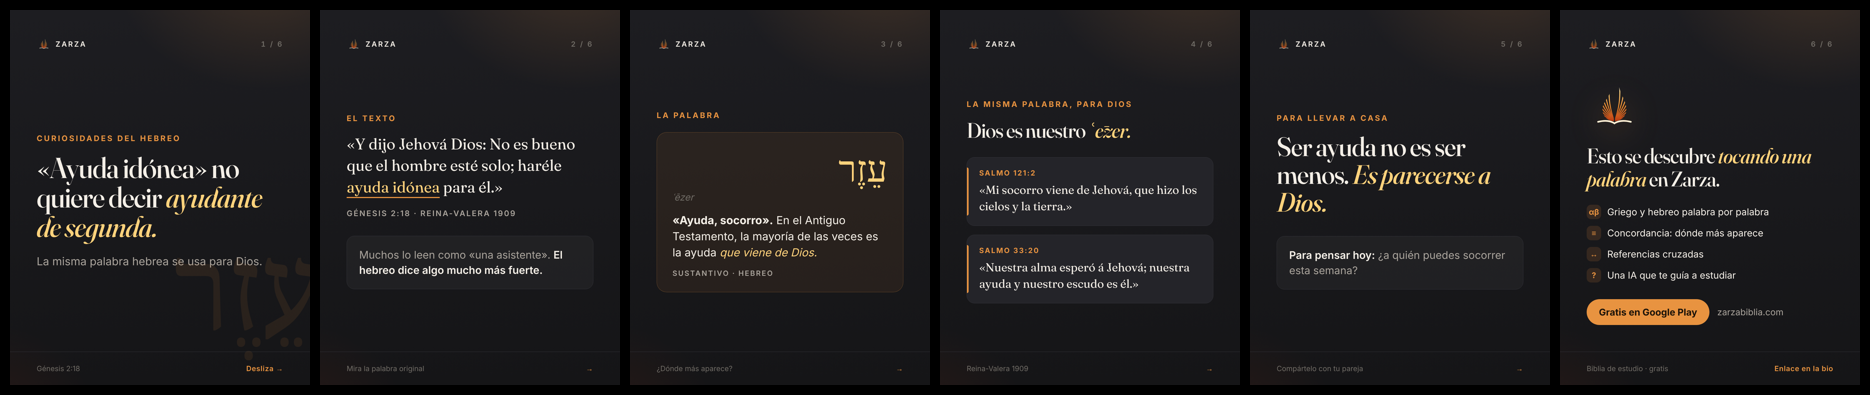 ZARZA
1 / 6
CURIOSIDADES DEL HEBREO
«Ayuda idónea» no
quiere decir ayudante
de segunda.
La misma palabra hebrea se usa para Dios.
עֵזֶר
Génesis 2:18
Desliza →
ZARZA
2 / 6
EL TEXTO
«Y dijo Jehová Dios: No es bueno
que el hombre esté solo; haréle
ayuda idónea para él.»
GÉNESIS 2:18 · REINA-VALERA 1909
Muchos lo leen como «una asistente». El
hebreo dice algo mucho más fuerte.
Mira la palabra original
→
ZARZA
3 / 6
LA PALABRA
עֵזֶר
ʿēzer
«Ayuda, socorro». En el Antiguo
Testamento, la mayoría de las veces es
la ayuda que viene de Dios.
SUSTANTIVO · HEBREO
¿Dónde más aparece?
→
ZARZA
4 / 6
LA MISMA PALABRA, PARA DIOS
Dios es nuestro ʿēzer.
SALMO 121:2
«Mi socorro viene de Jehová, que hizo los
cielos y la tierra.»
SALMO 33:20
«Nuestra alma esperó á Jehová; nuestra
ayuda y nuestro escudo es él.»
Reina-Valera 1909
→
ZARZA
5 / 6
PARA LLEVAR A CASA
Ser ayuda no es ser
menos. Es parecerse a
Dios.
Para pensar hoy: ¿a quién puedes socorrer
esta semana?
Compártelo con tu pareja
→
ZARZA
6 / 6
Esto se descubre tocando una
palabra en Zarza.
αβ Griego y hebreo palabra por palabra
≡ Concordancia: dónde más aparece
↔ Referencias cruzadas
? Una IA que te guía a estudiar
Gratis en Google Play
zarzabiblia.com
Biblia de estudio · gratis
Enlace en la bio